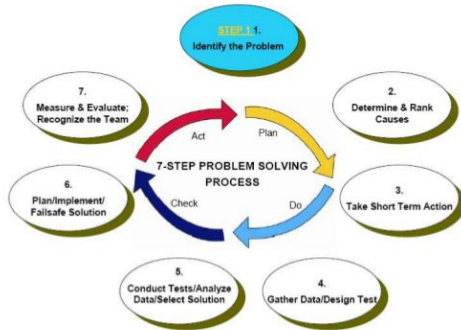 STEP 1 1.
Identify the Problem
7.
Measure & Evaluate;
Recognize the Team
2.
Determine & Rank
Causes
Act
Plan
7-STEP PROBLEM SOLVING
PROCESS
6.
Plan/Implement/
Failsafe Solution
3.
Take Short Term Action
Check
Do
5.
Conduct Tests/Analyze
Data/Select Solution
4.
Gather Data/Design Test